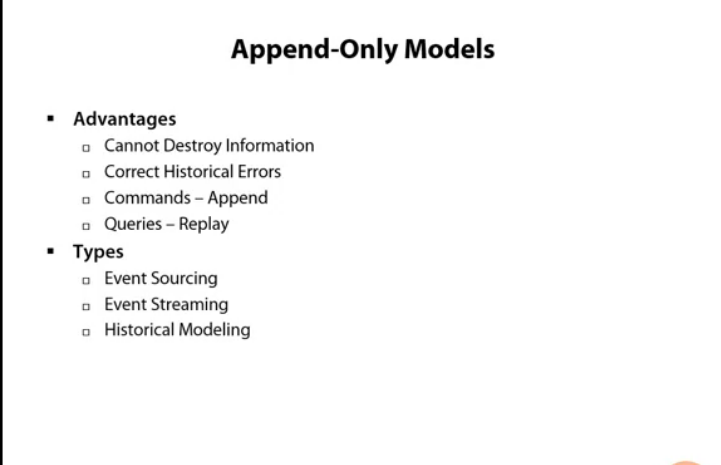 Append-Only Models
▪ Advantages
▫ Cannot Destroy Information
▫ Correct Historical Errors
▫ Commands – Append
▫ Queries – Replay
▪ Types
▫ Event Sourcing
▫ Event Streaming
▫ Historical Modeling